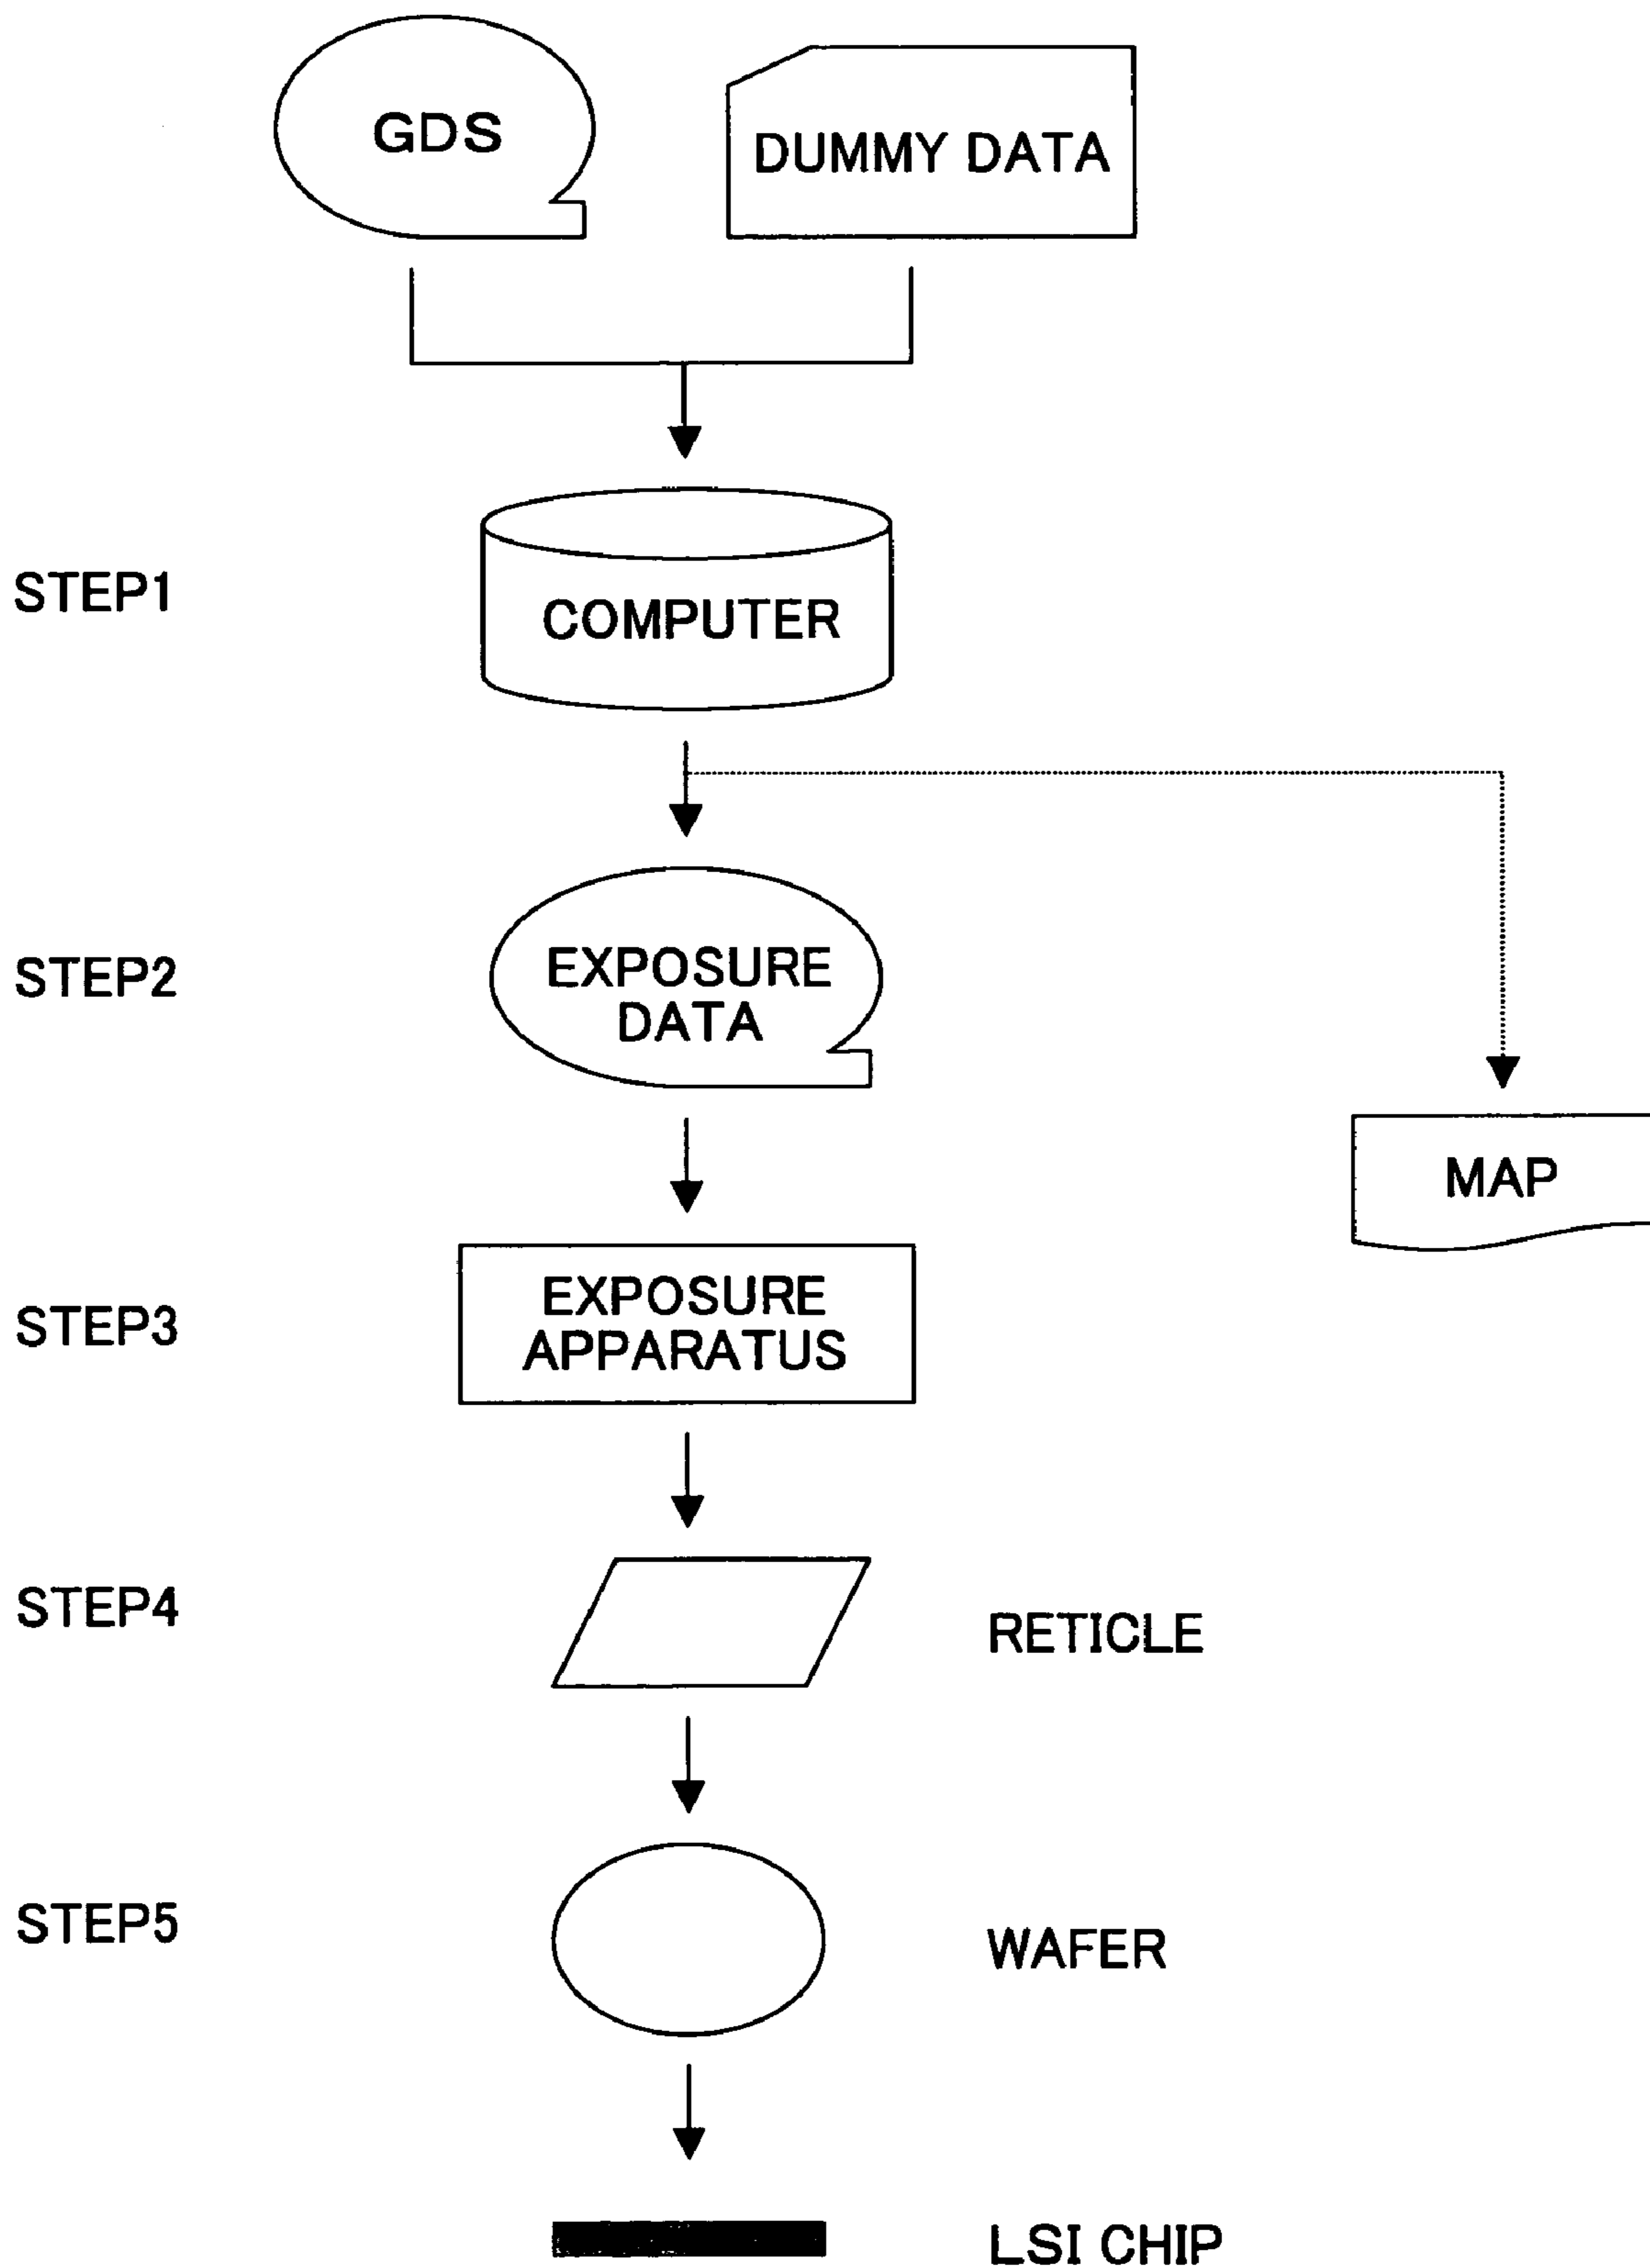 GDS
DUMMY DATA
STEP1
COMPUTER
STEP2
EXPOSURE
DATA
MAP
STEP3
EXPOSURE
APPARATUS
STEP4
RETICLE
STEP5
WAFER
LSI CHIP